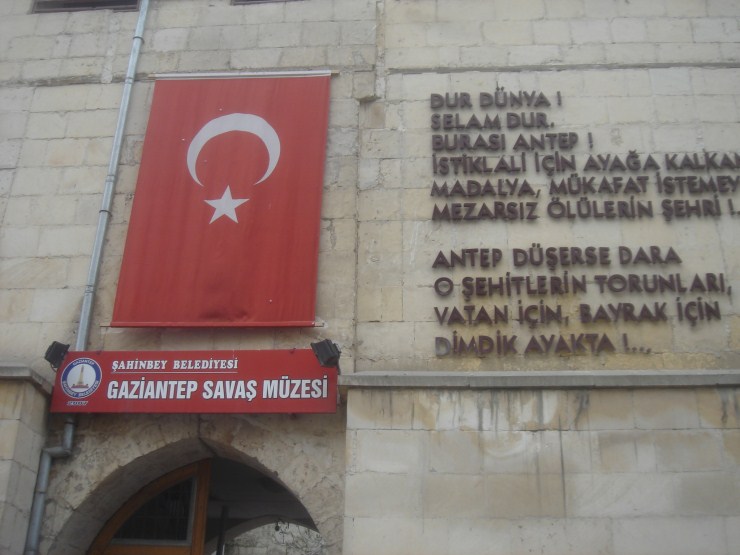 DUR DÜNYA !
SELAM DUR.
BURASI ANTEP !
İSTİKLALİ İÇİN AYAĞA KALKAN
MADALYA, MÜKAFAT İSTEMEY
MEZARSIZ ÖLÜLERİN ŞEHRİ !..
ANTEP DÜŞERSE DARA
O ŞEHİTLERİN TORUNLARI,
VATAN İÇİN, BAYRAK İÇİN
DİMDİK AYAKTA !...
ŞAHİNBEY BELEDİYESİ
GAZİANTEP SAVAŞ MÜZESİ